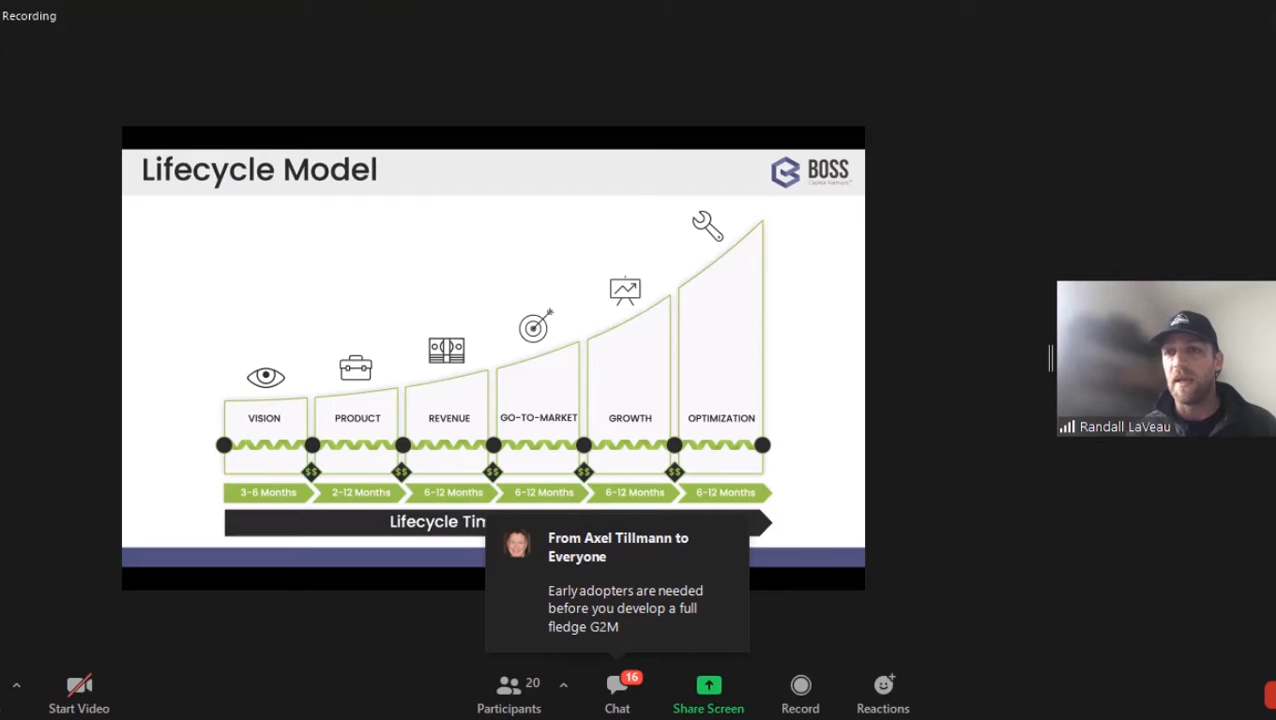 Recording
Lifecycle Model
BOSS
Capital Partners
VISION
PRODUCT
REVENUE
GO-TO-MARKET
GROWTH
OPTIMIZATION
$$
$$
$$
$$
$$
3-6 Months
2-12 Months
6-12 Months
6-12 Months
6-12 Months
6-12 Months
Lifecycle Tim
From Axel Tillmann to
Everyone
Early adopters are needed
before you develop a full
fledge G2M
Randall LaVeau
Start Video
20
Participants
16
Chat
Share Screen
Record
Reactions